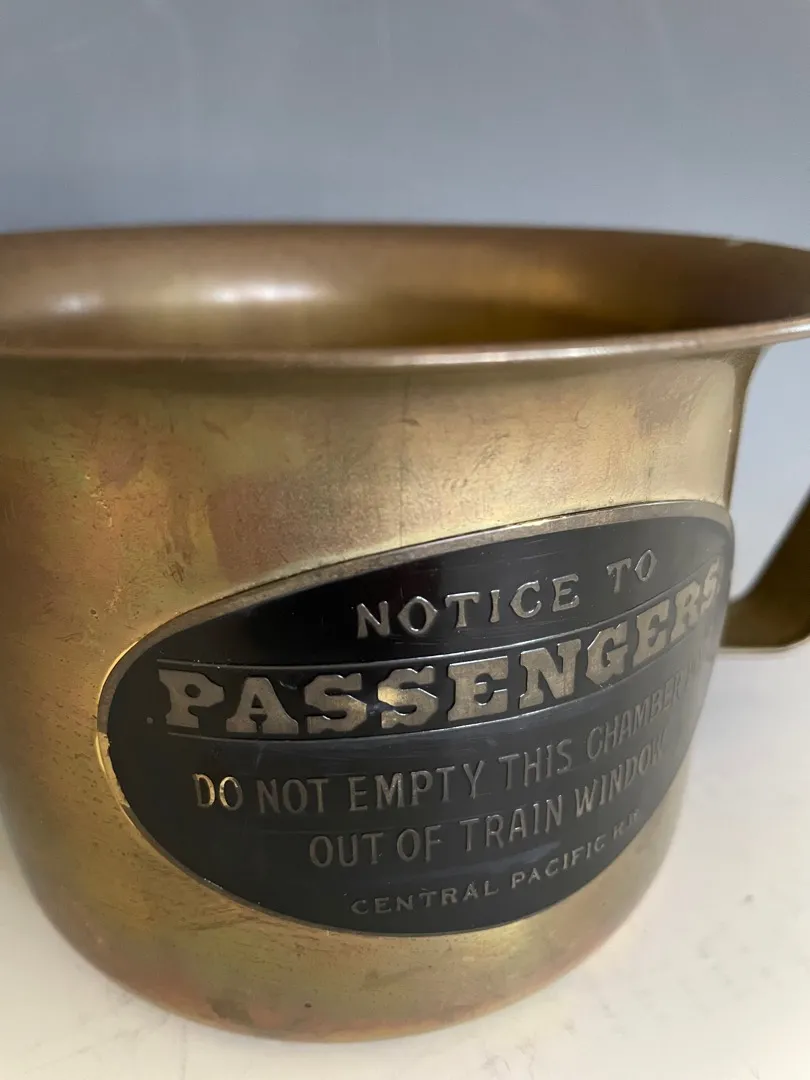 NOTICE TO
PASSENGERS
DO NOT EMPTY THIS CHAMBER
OUT OF TRAIN WINDOW
CENTRAL PACIFIC R.R.